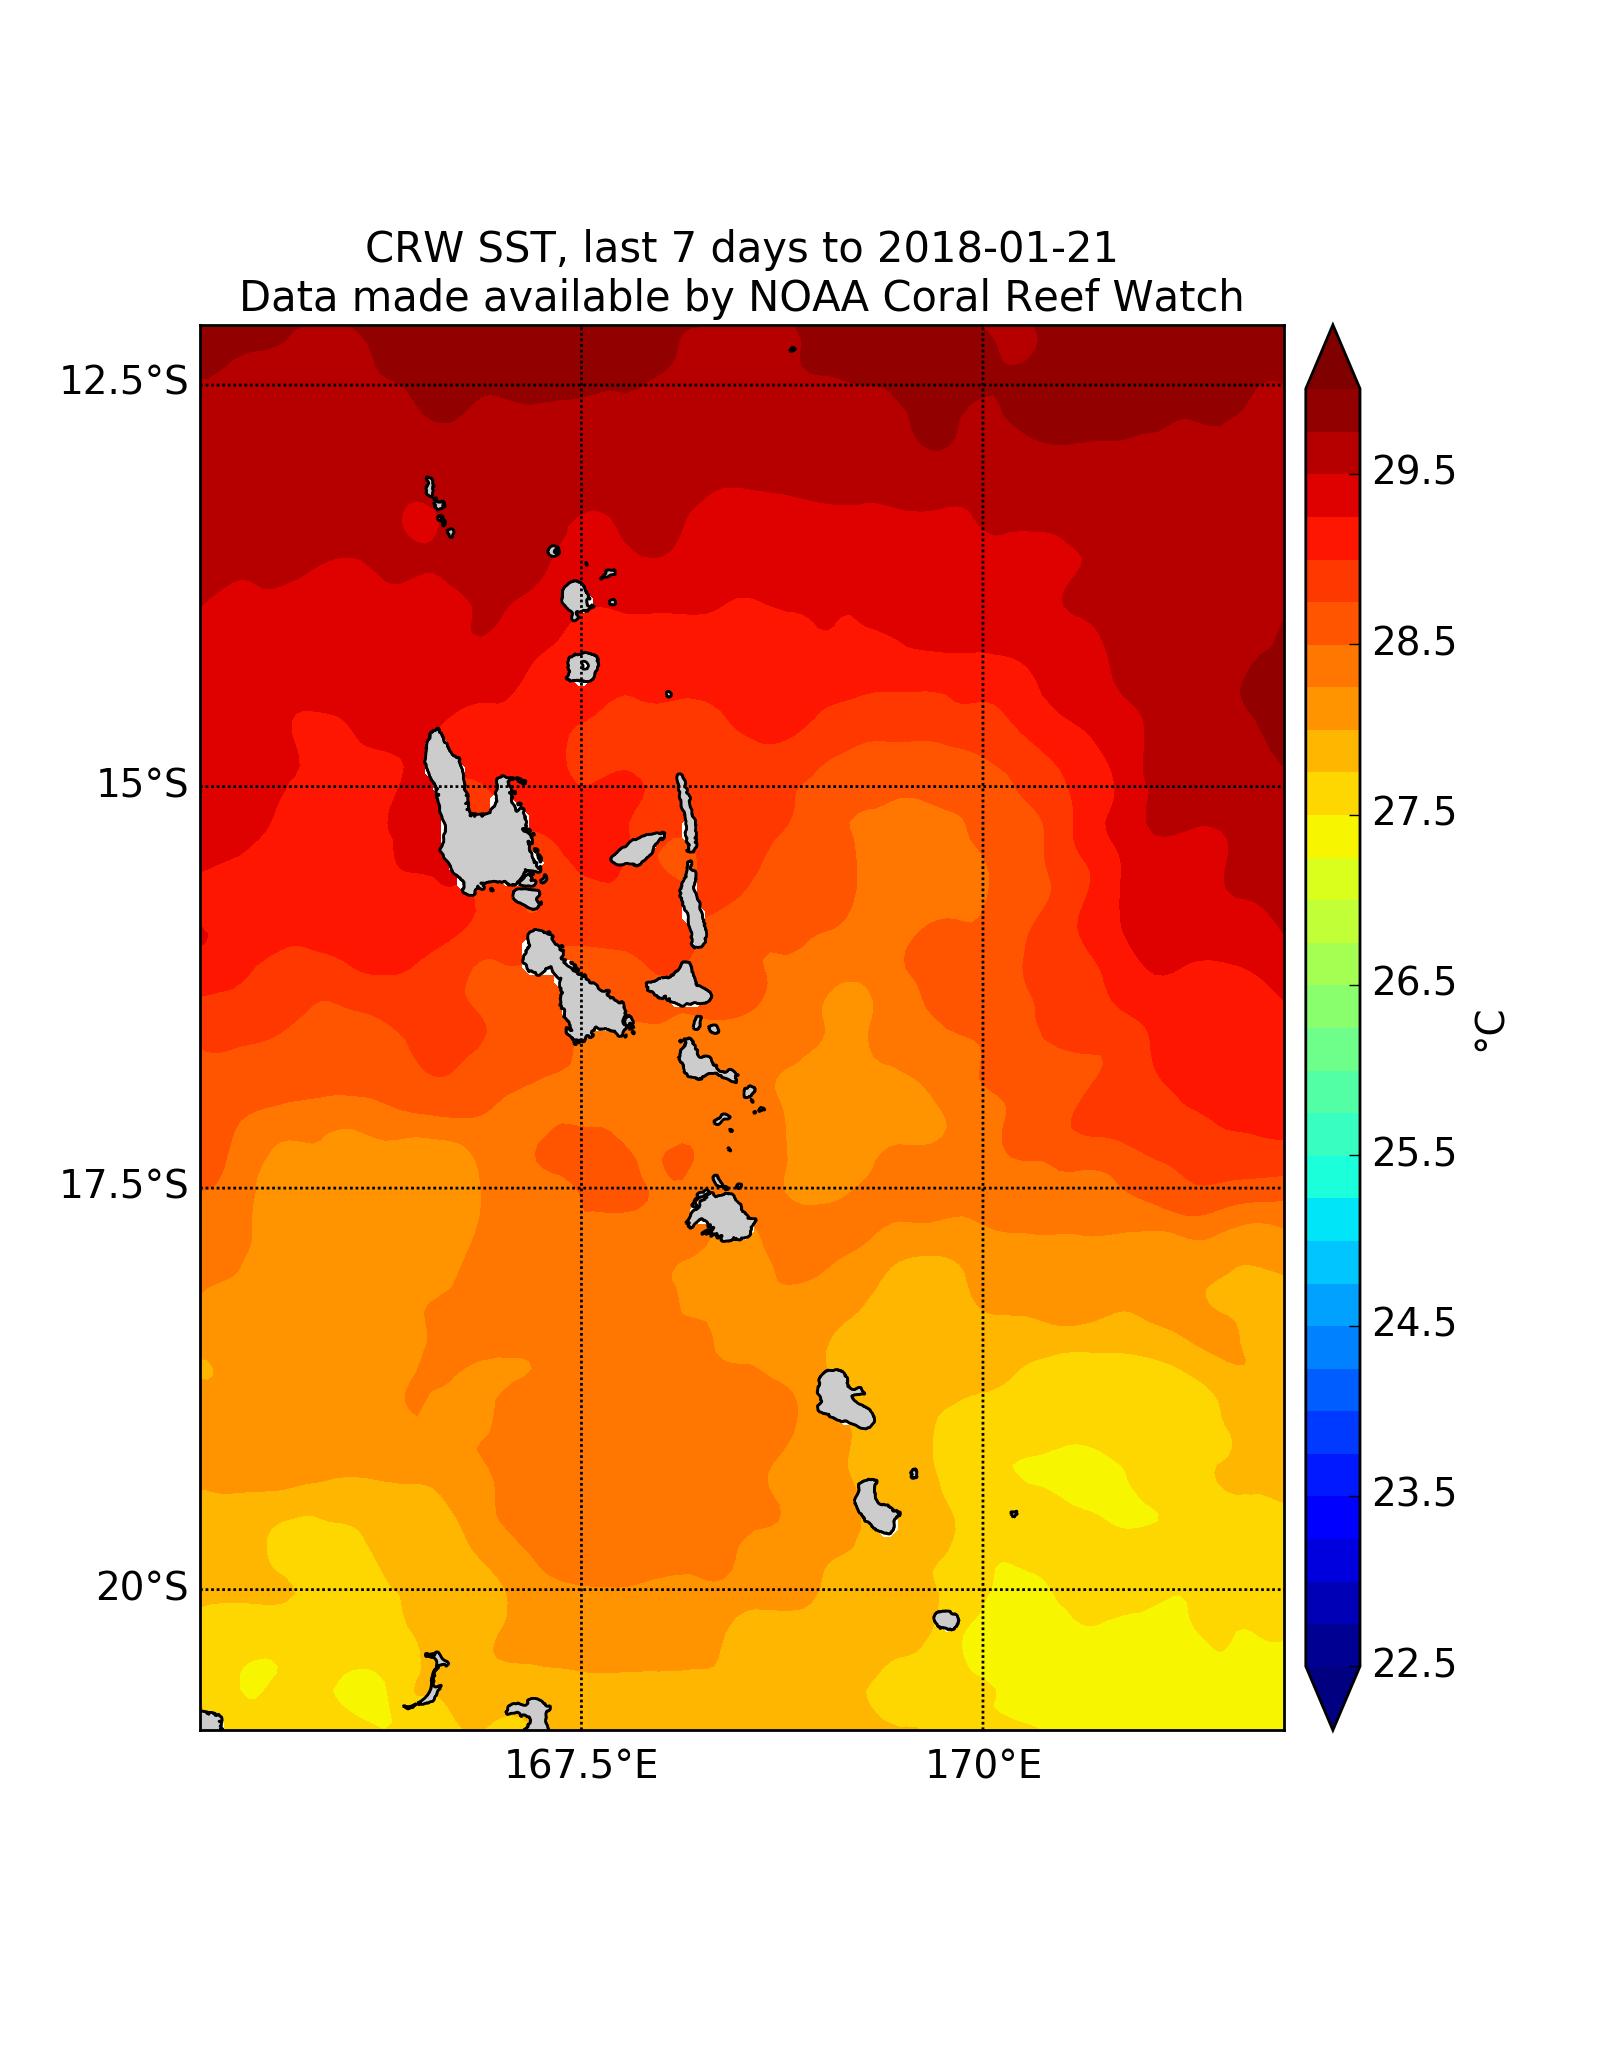 CRW SST, last 7 days to 2018-01-21
Data made available by NOAA Coral Reef Watch
12.5°S
15°S
17.5°S
20°S
167.5°E
170°E
29.5
28.5
27.5
26.5
25.5
24.5
23.5
22.5
°C